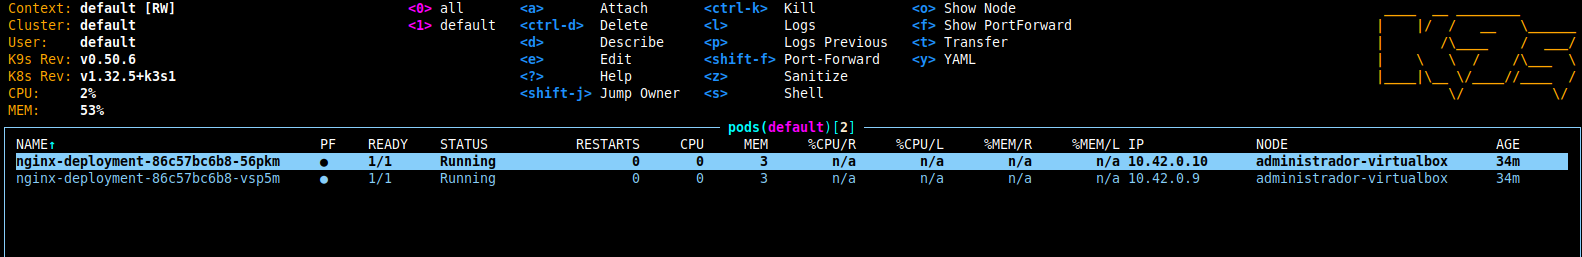 Context: default [RW] <0> all <a> Attach <ctrl-k> Kill <o> Show Node
Cluster: default <1> default <ctrl-d> Delete <l> Logs <f> Show PortForward
User: default <d> Describe <p> Logs Previous <t> Transfer
K9s Rev: v0.50.6 <e> Edit <shift-f> Port-Forward <y> YAML
K8s Rev: v1.32.5+k3s1 <?> Help <z> Sanitize
CPU: 2% <shift-j> Jump Owner <s> Shell
MEM: 53%
pods(default)[2]
NAME↑ PF READY STATUS RESTARTS CPU MEM %CPU/R %CPU/L %MEM/R %MEM/L IP NODE AGE
nginx-deployment-86c57bc6b8-56pkm ● 1/1 Running 0 0 3 n/a n/a n/a n/a 10.42.0.10 administrador-virtualbox 34m
nginx-deployment-86c57bc6b8-vsp5m ● 1/1 Running 0 0 3 n/a n/a n/a n/a 10.42.0.9 administrador-virtualbox 34m